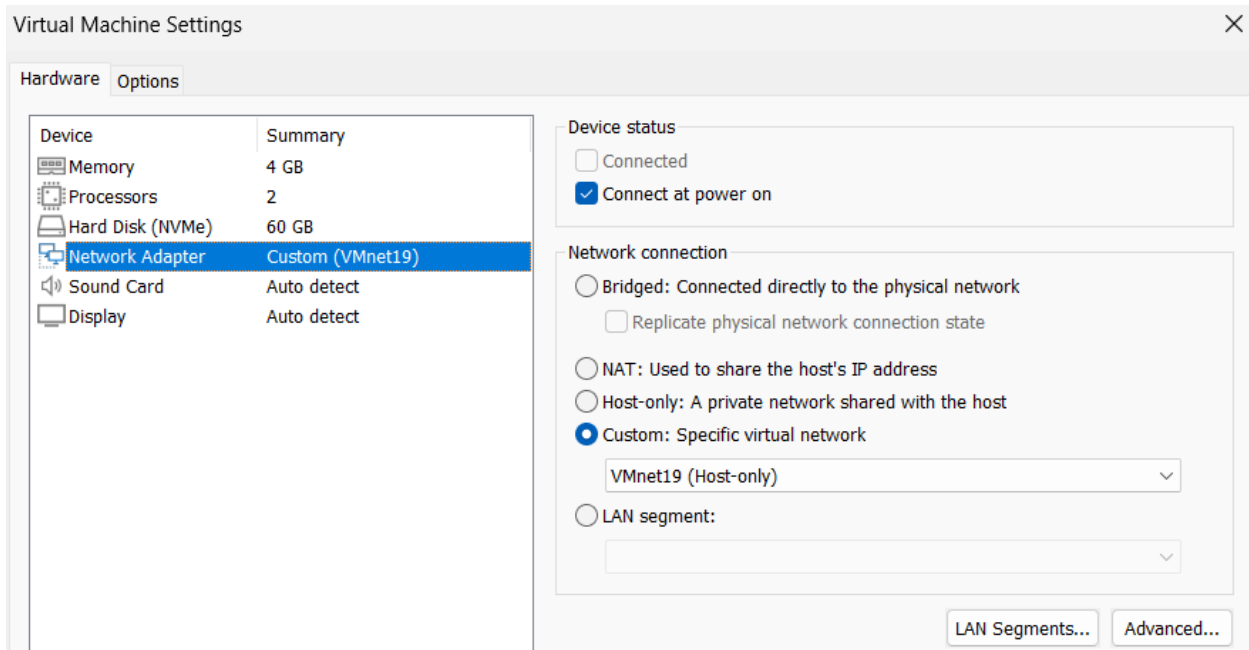 Virtual Machine Settings
Hardware Options
Device Summary
Memory 4 GB
Processors 2
Hard Disk (NVMe) 60 GB
Network Adapter Custom (VMnet19)
Sound Card Auto detect
Display Auto detect
Device status
Connected
Connect at power on
Network connection
Bridged: Connected directly to the physical network
Replicate physical network connection state
NAT: Used to share the host's IP address
Host-only: A private network shared with the host
Custom: Specific virtual network
VMnet19 (Host-only)
LAN segment:
LAN Segments... Advanced...